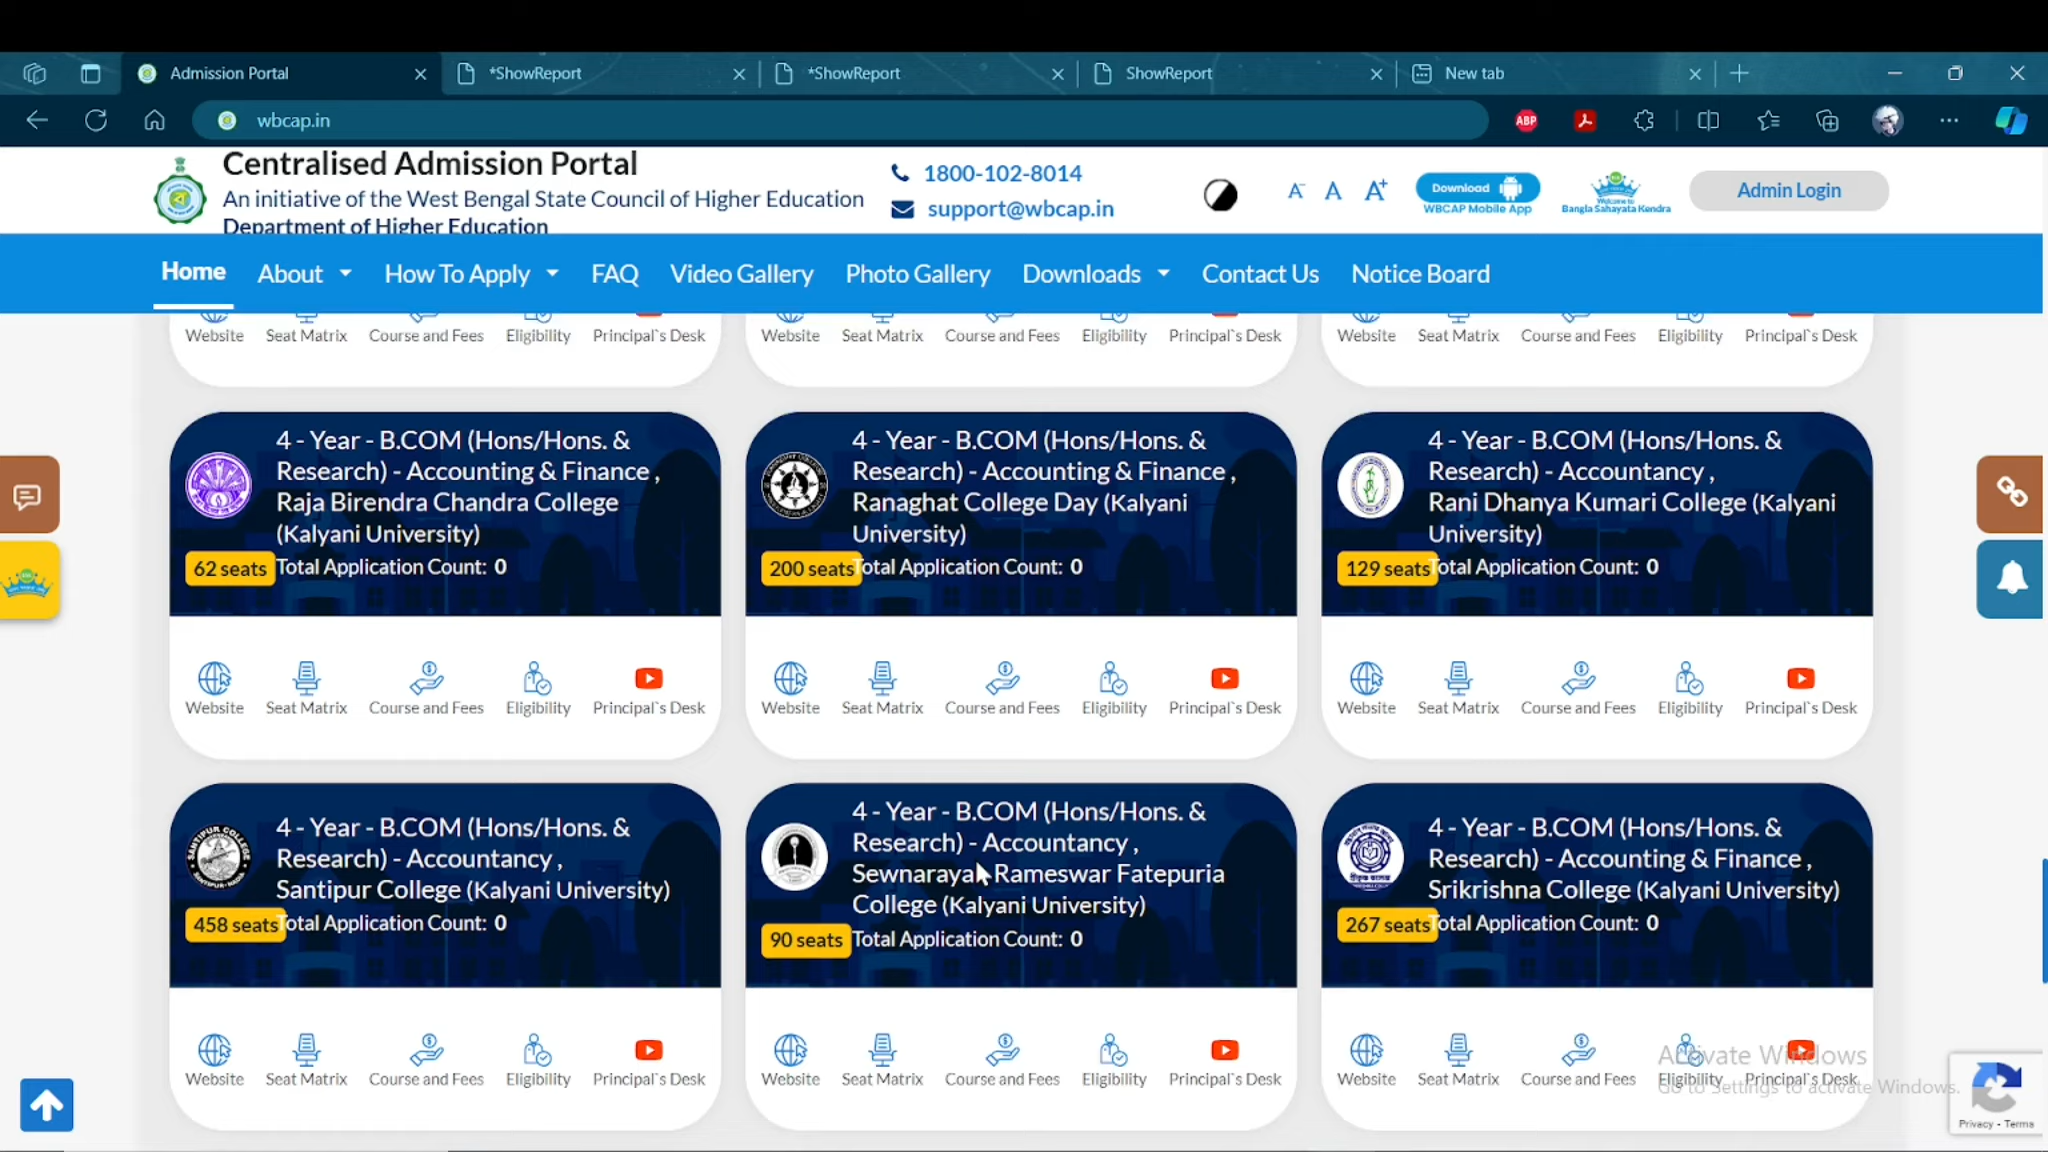 Admission Portal
*ShowReport
*ShowReport
ShowReport
New tab
wbcap.in
ABP
Centralised Admission Portal
An initiative of the West Bengal State Council of Higher Education
Department of Higher Education
1800-102-8014
support@wbcap.in
A-
A
A+
Download
WBCAP Mobile App
Welcome to
Bangla Sahayata Kendra
Admin Login
Home
About
How To Apply
FAQ
Video Gallery
Photo Gallery
Downloads
Contact Us
Notice Board
Website Seat Matrix Course and Fees Eligibility Principal`s Desk
Website Seat Matrix Course and Fees Eligibility Principal`s Desk
Website Seat Matrix Course and Fees Eligibility Principal`s Desk
4 - Year - B.COM (Hons/Hons. &
Research) - Accounting & Finance ,
Raja Birendra Chandra College
(Kalyani University)
62 seats
Total Application Count: 0
Website Seat Matrix Course and Fees Eligibility Principal`s Desk
4 - Year - B.COM (Hons/Hons. &
Research) - Accounting & Finance ,
Ranaghat College Day (Kalyani
University)
200 seats
Total Application Count: 0
Website Seat Matrix Course and Fees Eligibility Principal`s Desk
4 - Year - B.COM (Hons/Hons. &
Research) - Accountancy ,
Rani Dhanya Kumari College (Kalyani
University)
129 seats
Total Application Count: 0
Website Seat Matrix Course and Fees Eligibility Principal`s Desk
4 - Year - B.COM (Hons/Hons. &
Research) - Accountancy ,
Santipur College (Kalyani University)
458 seats
Total Application Count: 0
SANTIPUR COLLEGE
Website Seat Matrix Course and Fees Eligibility Principal`s Desk
4 - Year - B.COM (Hons/Hons. &
Research) - Accountancy ,
Sewnarayan Rameswar Fatepuria
College (Kalyani University)
90 seats
Total Application Count: 0
Website Seat Matrix Course and Fees Eligibility Principal`s Desk
4 - Year - B.COM (Hons/Hons. &
Research) - Accounting & Finance ,
Srikrishna College (Kalyani University)
267 seats
Total Application Count: 0
Website Seat Matrix Course and Fees Eligibility Principal`s Desk
Activate Windows
Go to Settings to activate Windows.
Privacy - Terms